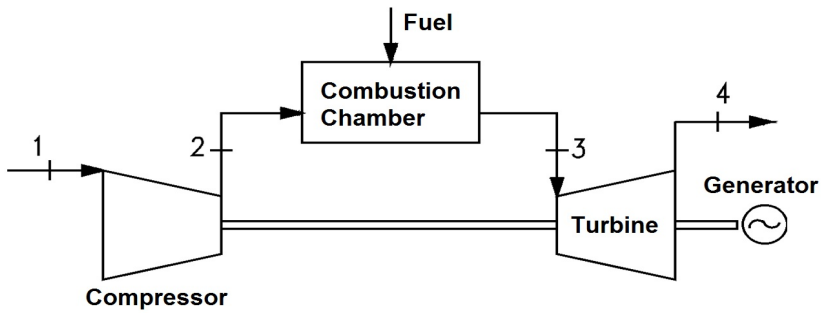 Fuel
Combustion
Chamber
1
2
3
4
Generator
Turbine
Compressor